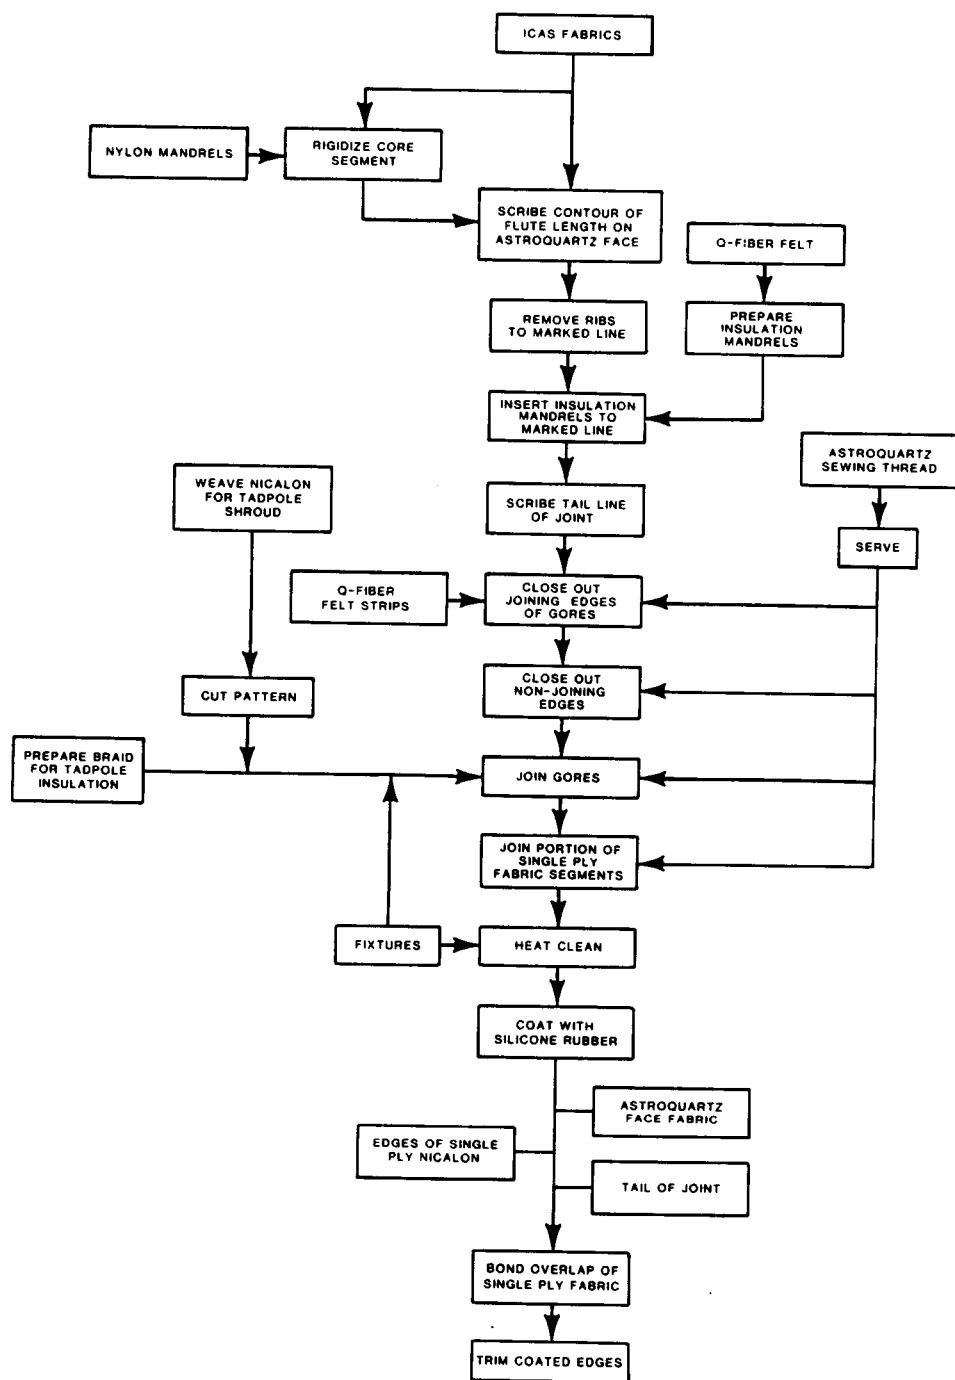 ICAS FABRICS
NYLON MANDRELS
RIGIDIZE CORE
SEGMENT
SCRIBE CONTOUR OF
FLUTE LENGTH ON
ASTROQUARTZ FACE
Q-FIBER FELT
REMOVE RIBS
TO MARKED LINE
PREPARE
INSULATION
MANDRELS
INSERT INSULATION
MANDRELS TO
MARKED LINE
ASTROQUARTZ
SEWING THREAD
WEAVE NICALON
FOR TADPOLE
SHROUD
SCRIBE TAIL LINE
OF JOINT
SERVE
Q-FIBER
FELT STRIPS
CLOSE OUT
JOINING EDGES
OF GORES
CUT PATTERN
CLOSE OUT
NON-JOINING
EDGES
PREPARE BRAID
FOR TADPOLE
INSULATION
JOIN GORES
JOIN PORTION OF
SINGLE PLY
FABRIC SEGMENTS
FIXTURES
HEAT CLEAN
COAT WITH
SILICONE RUBBER
ASTROQUARTZ
FACE FABRIC
EDGES OF SINGLE
PLY NICALON
TAIL OF JOINT
BOND OVERLAP OF
SINGLE PLY FABRIC
TRIM COATED EDGES